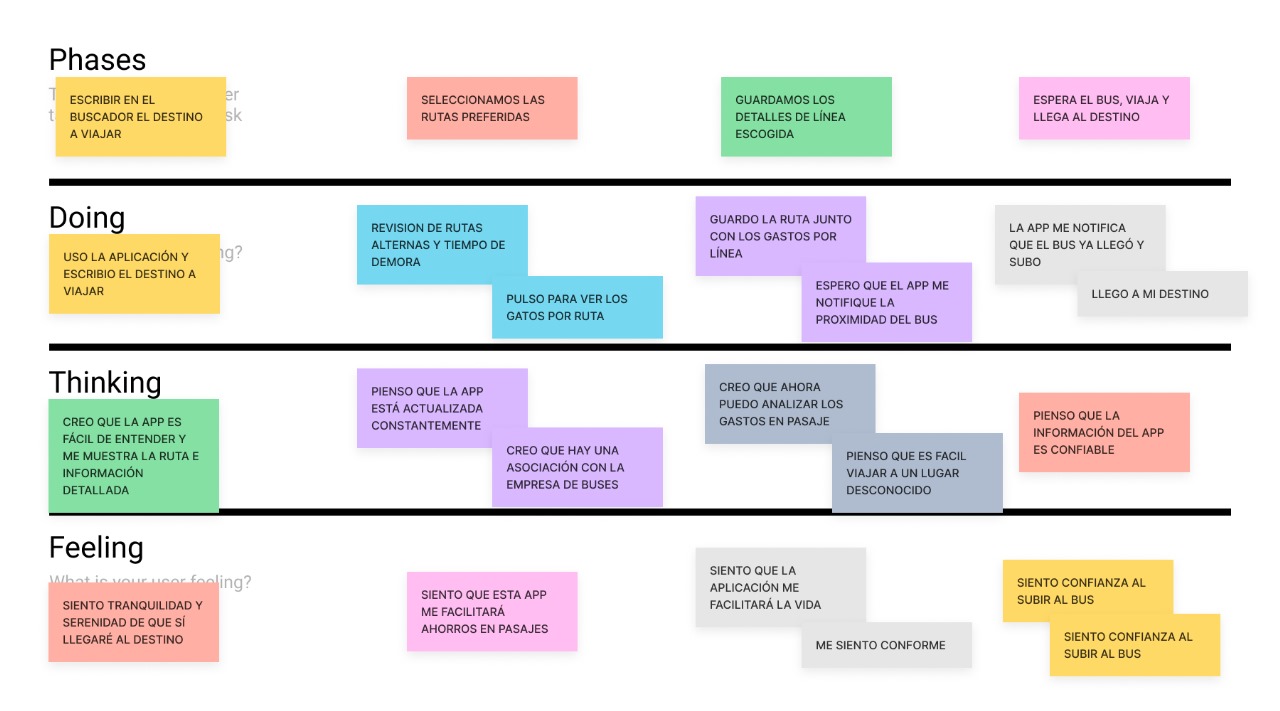 Phases
er
sk
ESCRIBIR EN EL
BUSCADOR EL DESTINO
A VIAJAR
SELECCIONAMOS LAS
RUTAS PREFERIDAS
GUARDAMOS LOS
DETALLES DE LÍNEA
ESCOGIDA
ESPERA EL BUS, VIAJA Y
LLEGA AL DESTINO
Doing
ng?
USO LA APLICACIÓN Y
ESCRIBIO EL DESTINO A
VIAJAR
REVISION DE RUTAS
ALTERNAS Y TIEMPO DE
DEMORA
PULSO PARA VER LOS
GATOS POR RUTA
GUARDO LA RUTA JUNTO
CON LOS GASTOS POR
LÍNEA
ESPERO QUE EL APP ME
NOTIFIQUE LA
PROXIMIDAD DEL BUS
LA APP ME NOTIFICA
QUE EL BUS YA LLEGÓ Y
SUBO
LLEGO A MI DESTINO
Thinking
CREO QUE LA APP ES
FÁCIL DE ENTENDER Y
ME MUESTRA LA RUTA E
INFORMACIÓN
DETALLADA
PIENSO QUE LA APP
ESTÁ ACTUALIZADA
CONSTANTEMENTE
CREO QUE HAY UNA
ASOCIACIÓN CON LA
EMPRESA DE BUSES
CREO QUE AHORA
PUEDO ANALIZAR LOS
GASTOS EN PASAJE
PIENSO QUE ES FACIL
VIAJAR A UN LUGAR
DESCONOCIDO
PIENSO QUE LA
INFORMACIÓN DEL APP
ES CONFIABLE
Feeling
What is your user feeling?
SIENTO TRANQUILIDAD Y
SERENIDAD DE QUE SÍ
LLEGARÉ AL DESTINO
SIENTO QUE ESTA APP
ME FACILITARÁ
AHORROS EN PASAJES
SIENTO QUE LA
APLICACIÓN ME
FACILITARÁ LA VIDA
ME SIENTO CONFORME
SIENTO CONFIANZA AL
SUBIR AL BUS
SIENTO CONFIANZA AL
SUBIR AL BUS